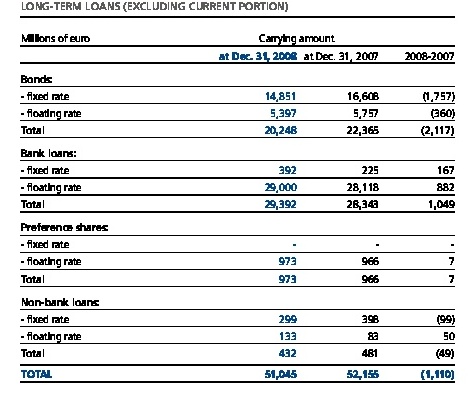 LONG-TERM LOANS (EXCLUDING CURRENT PORTION)
Millions of euro Carrying amount
at Dec. 31, 2008 at Dec. 31, 2007 2008-2007
Bonds:
- fixed rate 14,851 16,608 (1,757)
- floating rate 5,397 5,757 (360)
Total 20,248 22,365 (2,117)
Bank loans:
- fixed rate 392 225 167
- floating rate 29,000 28,118 882
Total 29,392 28,343 1,049
Preference shares:
- fixed rate - - -
- floating rate 973 966 7
Total 973 966 7
Non-bank loans:
- fixed rate 299 398 (99)
- floating rate 133 83 50
Total 432 481 (49)
TOTAL 51,045 52,155 (1,110)